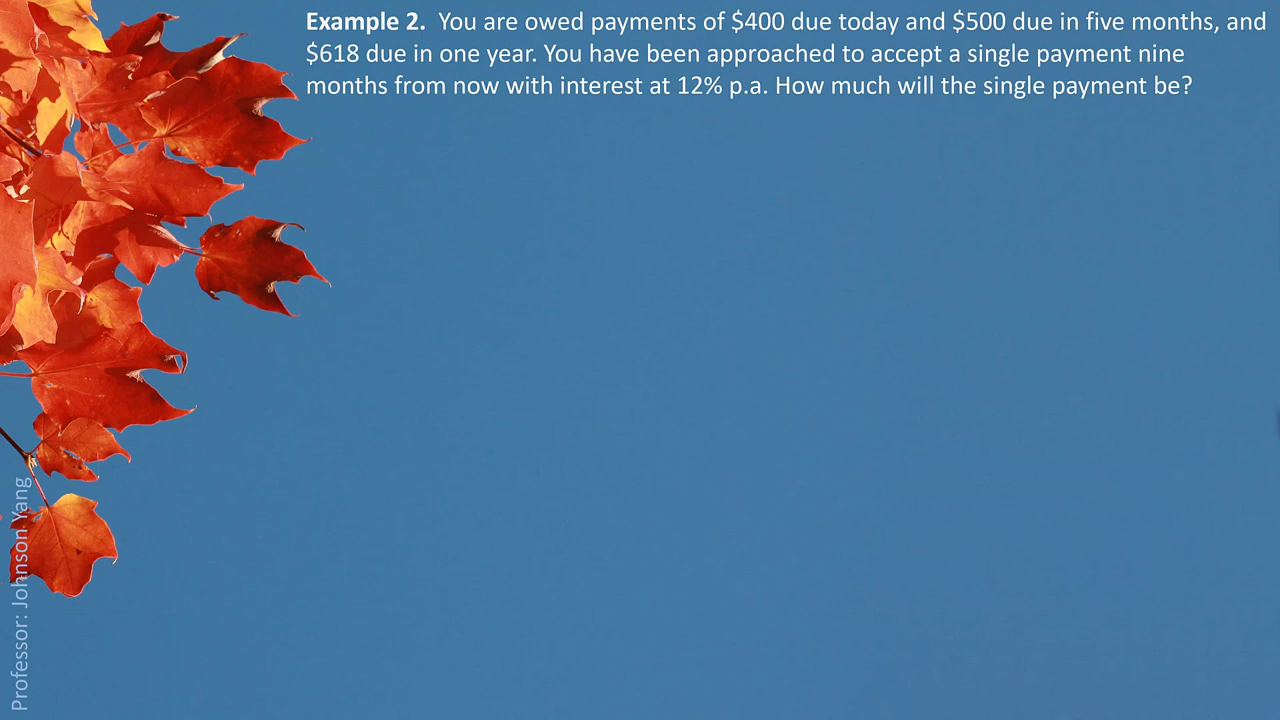 Example 2.  You are owed payments of $400 due today and $500 due in five months, and
$618 due in one year. You have been approached to accept a single payment nine
months from now with interest at 12% p.a. How much will the single payment be?
Professor: Johnson Yang